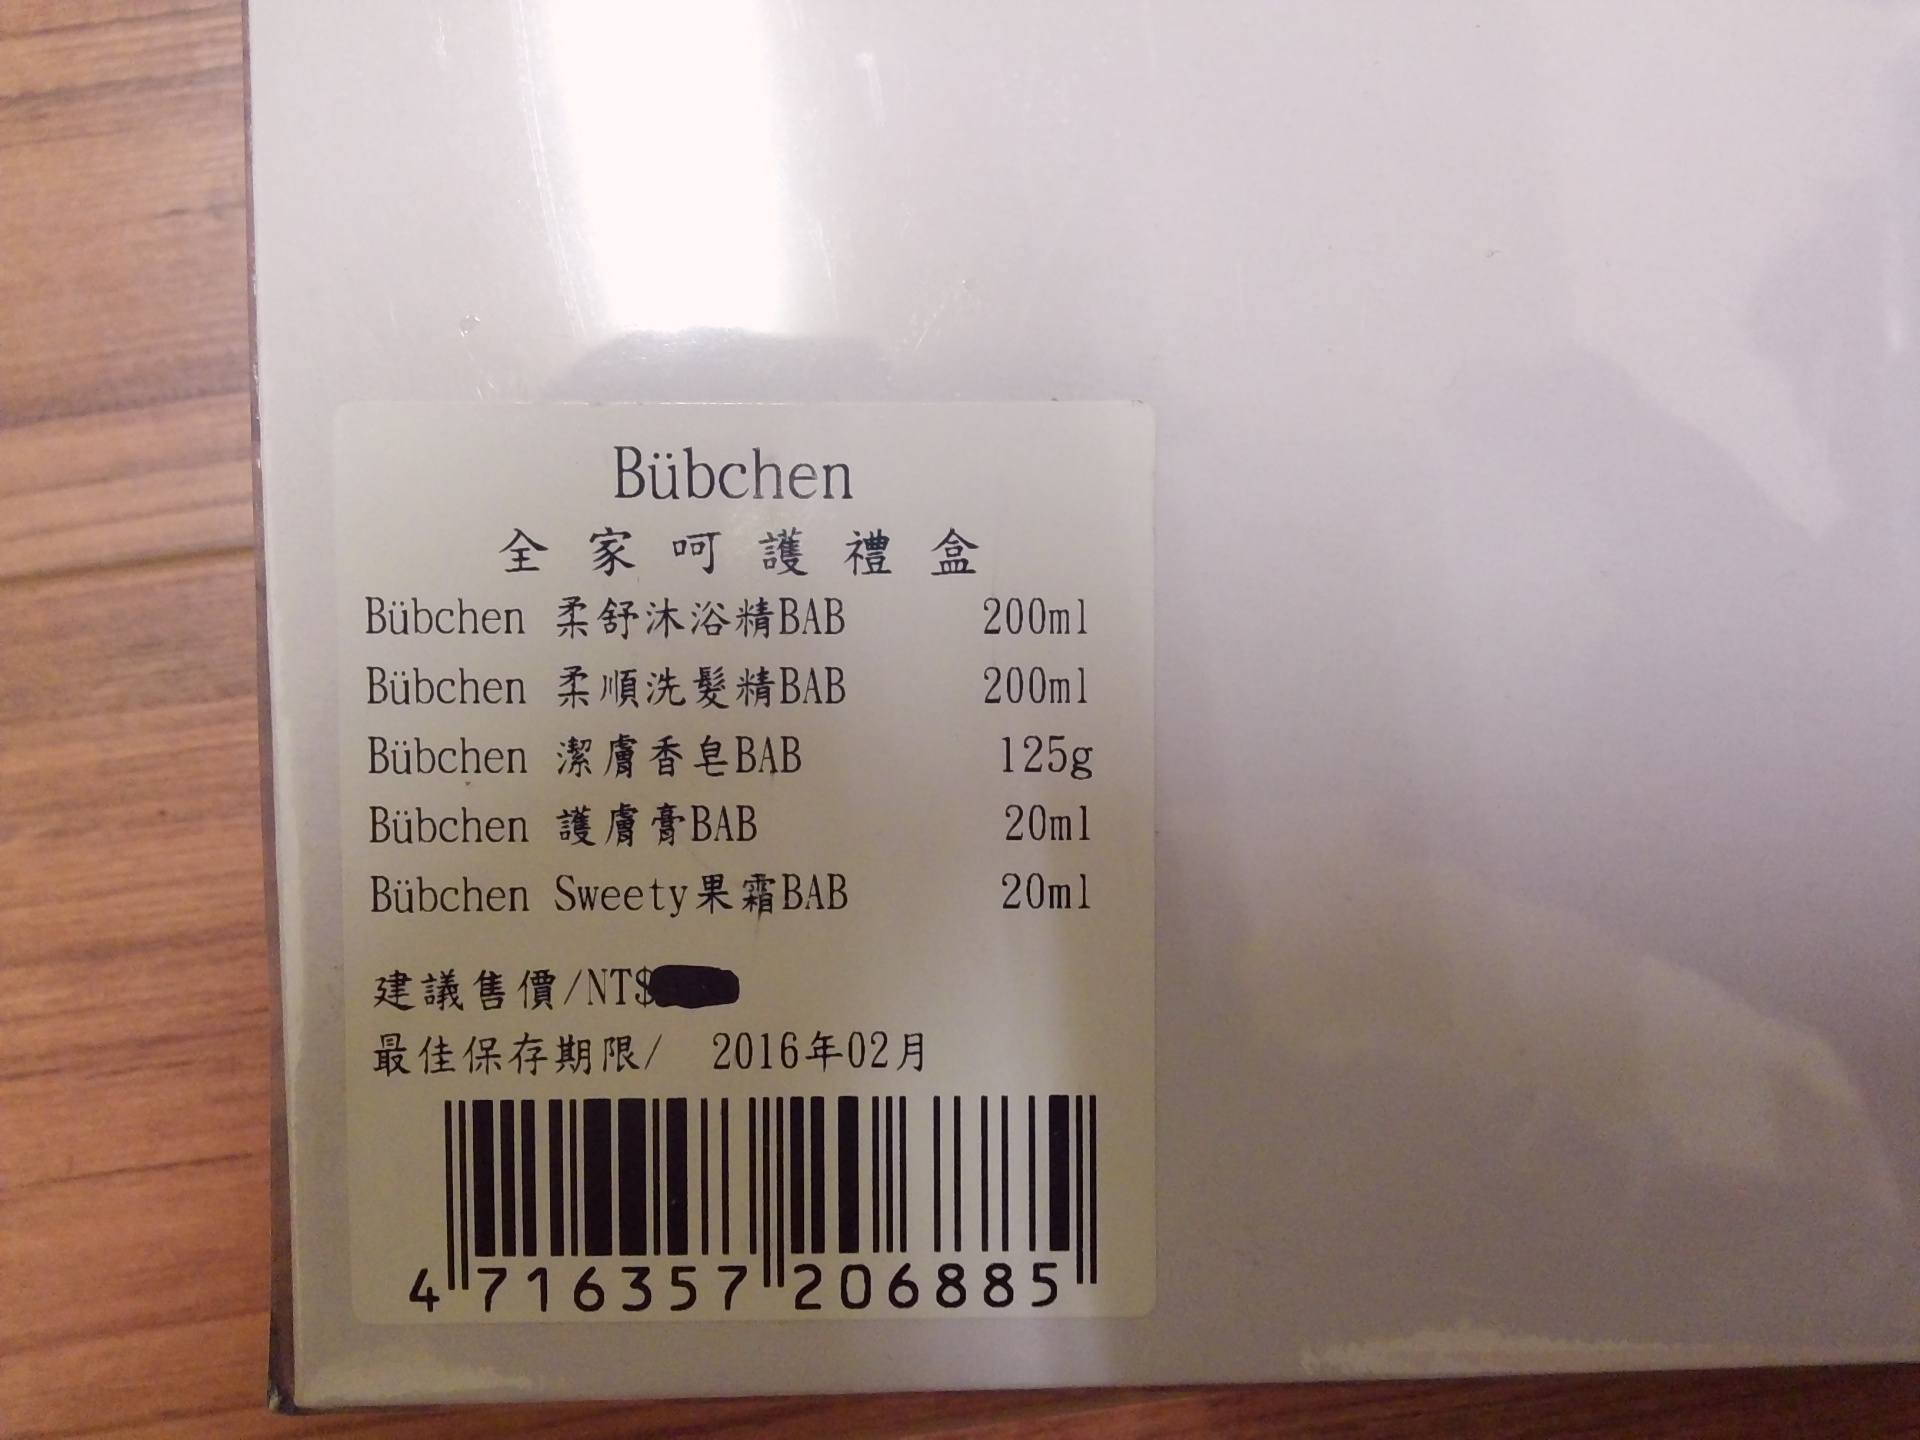 Bübchen
全家呵護禮盒
Bübchen 柔舒沐浴精BAB 200ml
Bübchen 柔順洗髮精BAB 200ml
Bübchen 潔膚香皂BAB 125g
Bübchen 護膚膏BAB 20ml
Bübchen Sweety果霜BAB 20ml
建議售價/NT$
最佳保存期限/ 2016年02月
4 716357 206885